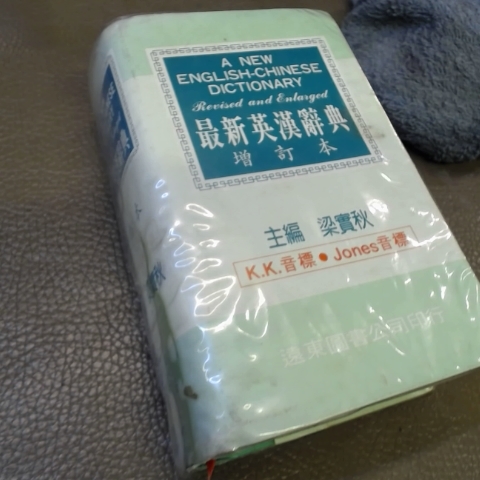 A NEW
ENGLISH-CHINESE
DICTIONARY
Revised and Enlarged
最新英漢辭典
增訂本
主編 梁實秋
K.K.音標●Jones音標
遠東圖書公司印行